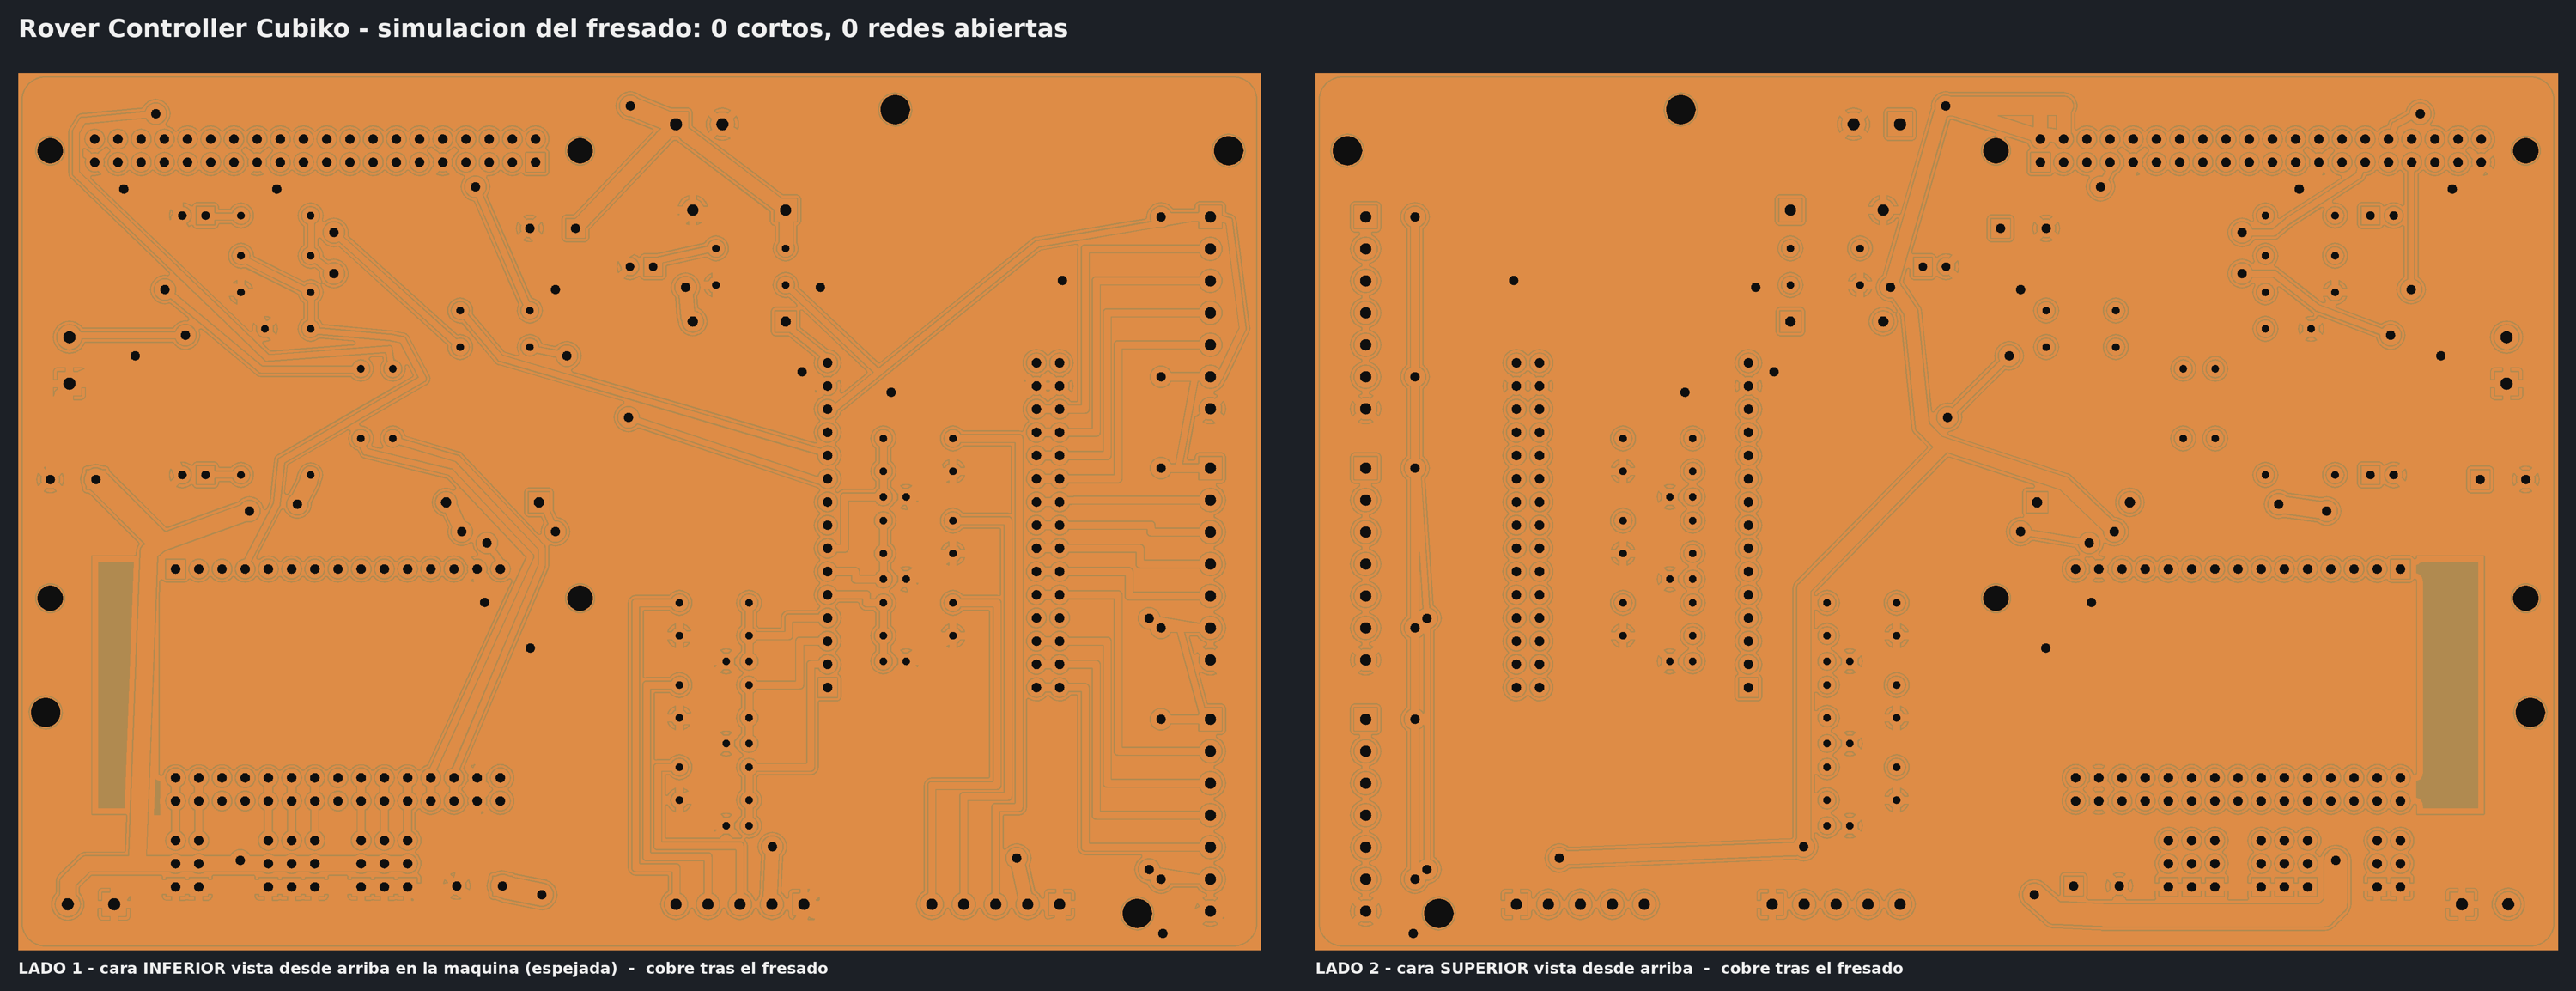 Rover Controller Cubiko - simulacion del fresado: 0 cortos, 0 redes abiertas
LADO 1 - cara INFERIOR vista desde arriba en la maquina (espejada)  -  cobre tras el fresado
LADO 2 - cara SUPERIOR vista desde arriba  -  cobre tras el fresado